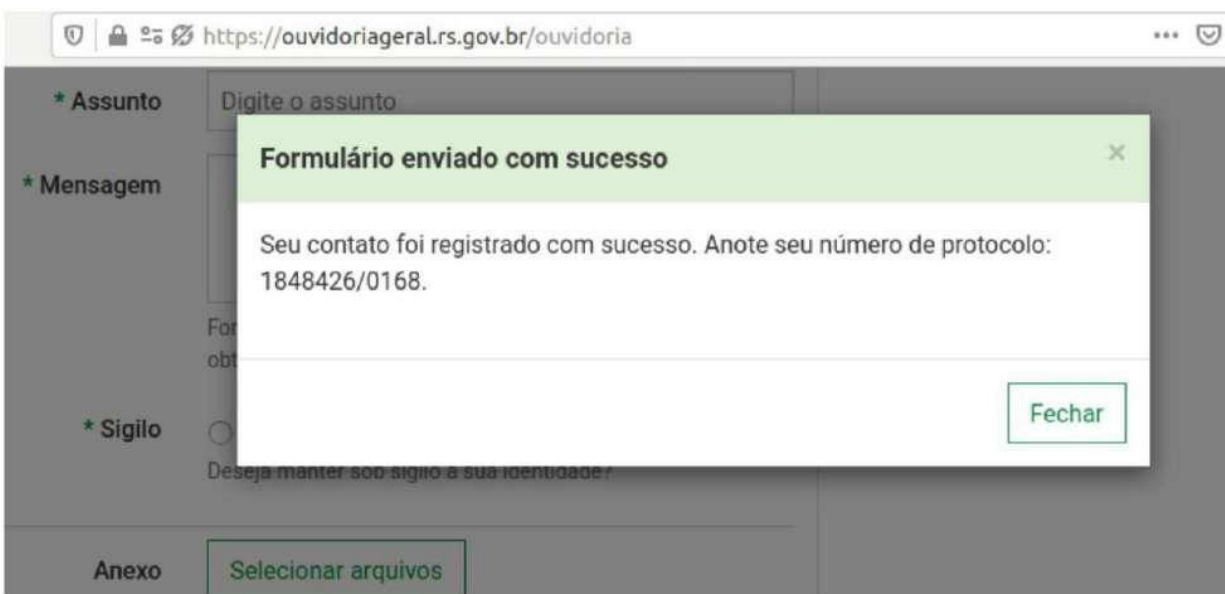 https://ouvidoriageral.rs.gov.br/ouvidoria
* Assunto
Digite o assunto
Formulário enviado com sucesso
×
* Mensagem
Seu contato foi registrado com sucesso. Anote seu número de protocolo:
1848426/0168.
For
obt
Fechar
* Sigilo
Deseja manter sob sigilo a sua identidade?
Anexo
Selecionar arquivos